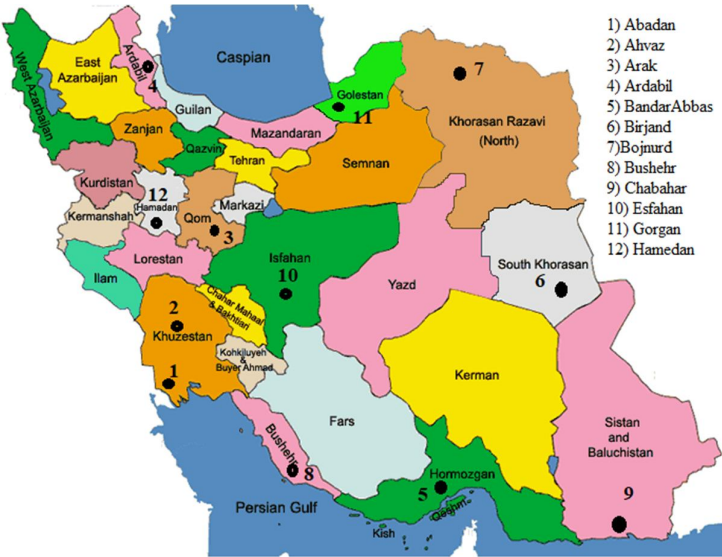 Caspian
West Azarbaijan
East
Azarbaijan
Ardabil
4
Guilan
Zanjan
Qazvin
Mazandaran
Golestan
11
7
Khorasan Razavi
(North)
Tehran
Semnan
Kurdistan
12
Hamadan
Kermanshah
Qom
3
Markazi
Lorestan
Ilam
Isfahan
10
Yazd
South Khorasan
6
Chahar Mahaal
& Bakhtiari
2
Khuzestan
1
Kohkiluyeh
&
Buyer Ahmad
Kerman
Fars
Bushehr
8
Sistan
and
Baluchistan
9
Hormozgan
5
Qeshm
Kish
Persian Gulf
1) Abadan
2) Ahvaz
3) Arak
4) Ardabil
5) BandarAbbas
6) Birjand
7)Bojnurd
8) Bushehr
9) Chabahar
10) Esfahan
11) Gorgan
12) Hamedan